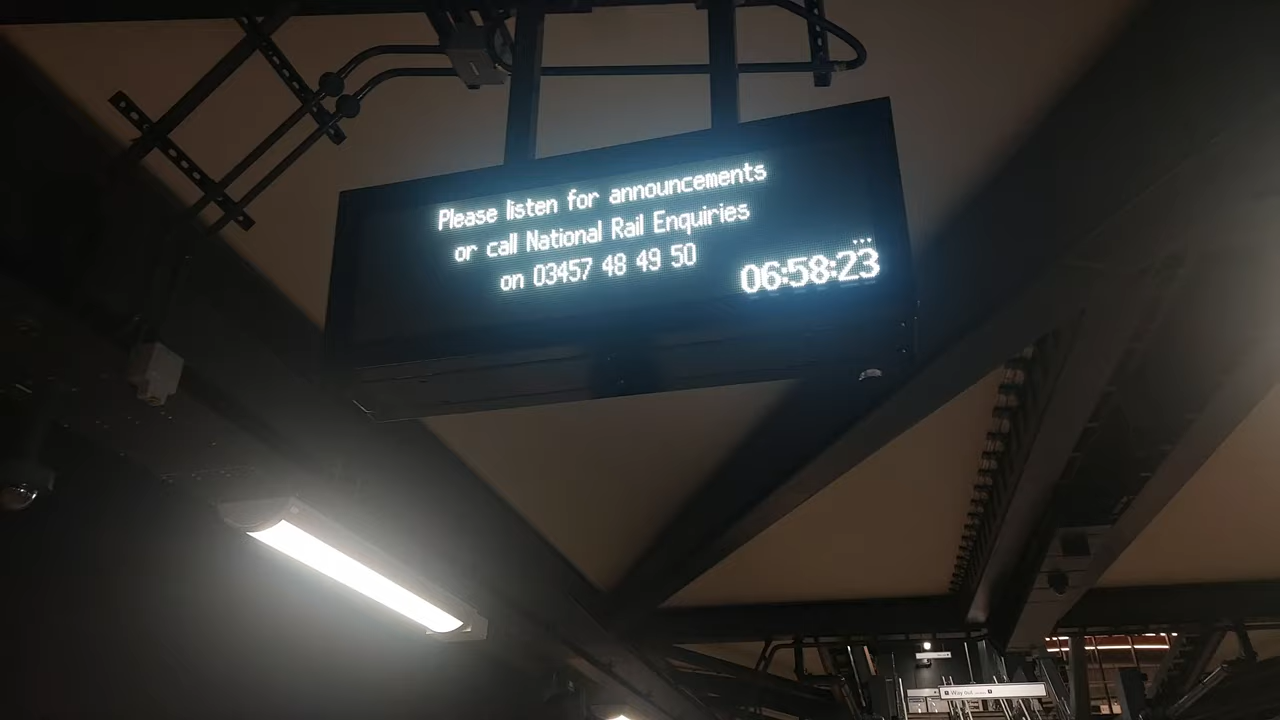 Please listen for announcements
or call National Rail Enquiries
on 03457 48 49 50
06:58:23
Way out